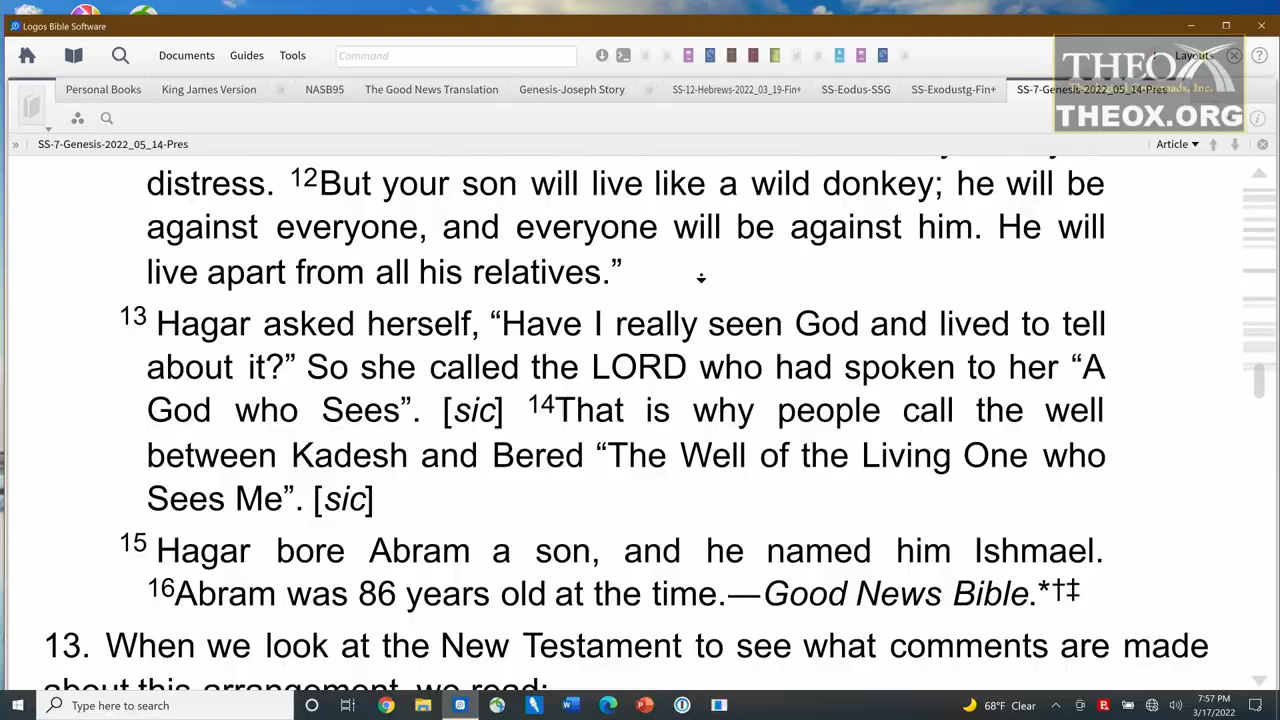 Logos Bible Software
Documents Guides Tools Command Layouts
THEOX
THEOX.ORG
Personal Books King James Version NASB95 The Good News Translation Genesis-Joseph Story SS-12-Hebrews-2022_03_19-Fin+ SS-Eodus-SSG SS-Exodustg-Fin+ SS-7-Genesis-2022_05_14-Pres
» SS-7-Genesis-2022_05_14-Pres Article
distress. 12But your son will live like a wild donkey; he will be
against everyone, and everyone will be against him. He will
live apart from all his relatives.”
13 Hagar asked herself, “Have I really seen God and lived to tell
about it?” So she called the LORD who had spoken to her “A
God who Sees”. [sic] 14That is why people call the well
between Kadesh and Bered “The Well of the Living One who
Sees Me”. [sic]
15 Hagar bore Abram a son, and he named him Ishmael.
16Abram was 86 years old at the time.—Good News Bible.*†‡
13. When we look at the New Testament to see what comments are made
about this arrangement, we read:
Type here to search
68°F Clear
7:57 PM
3/17/2022